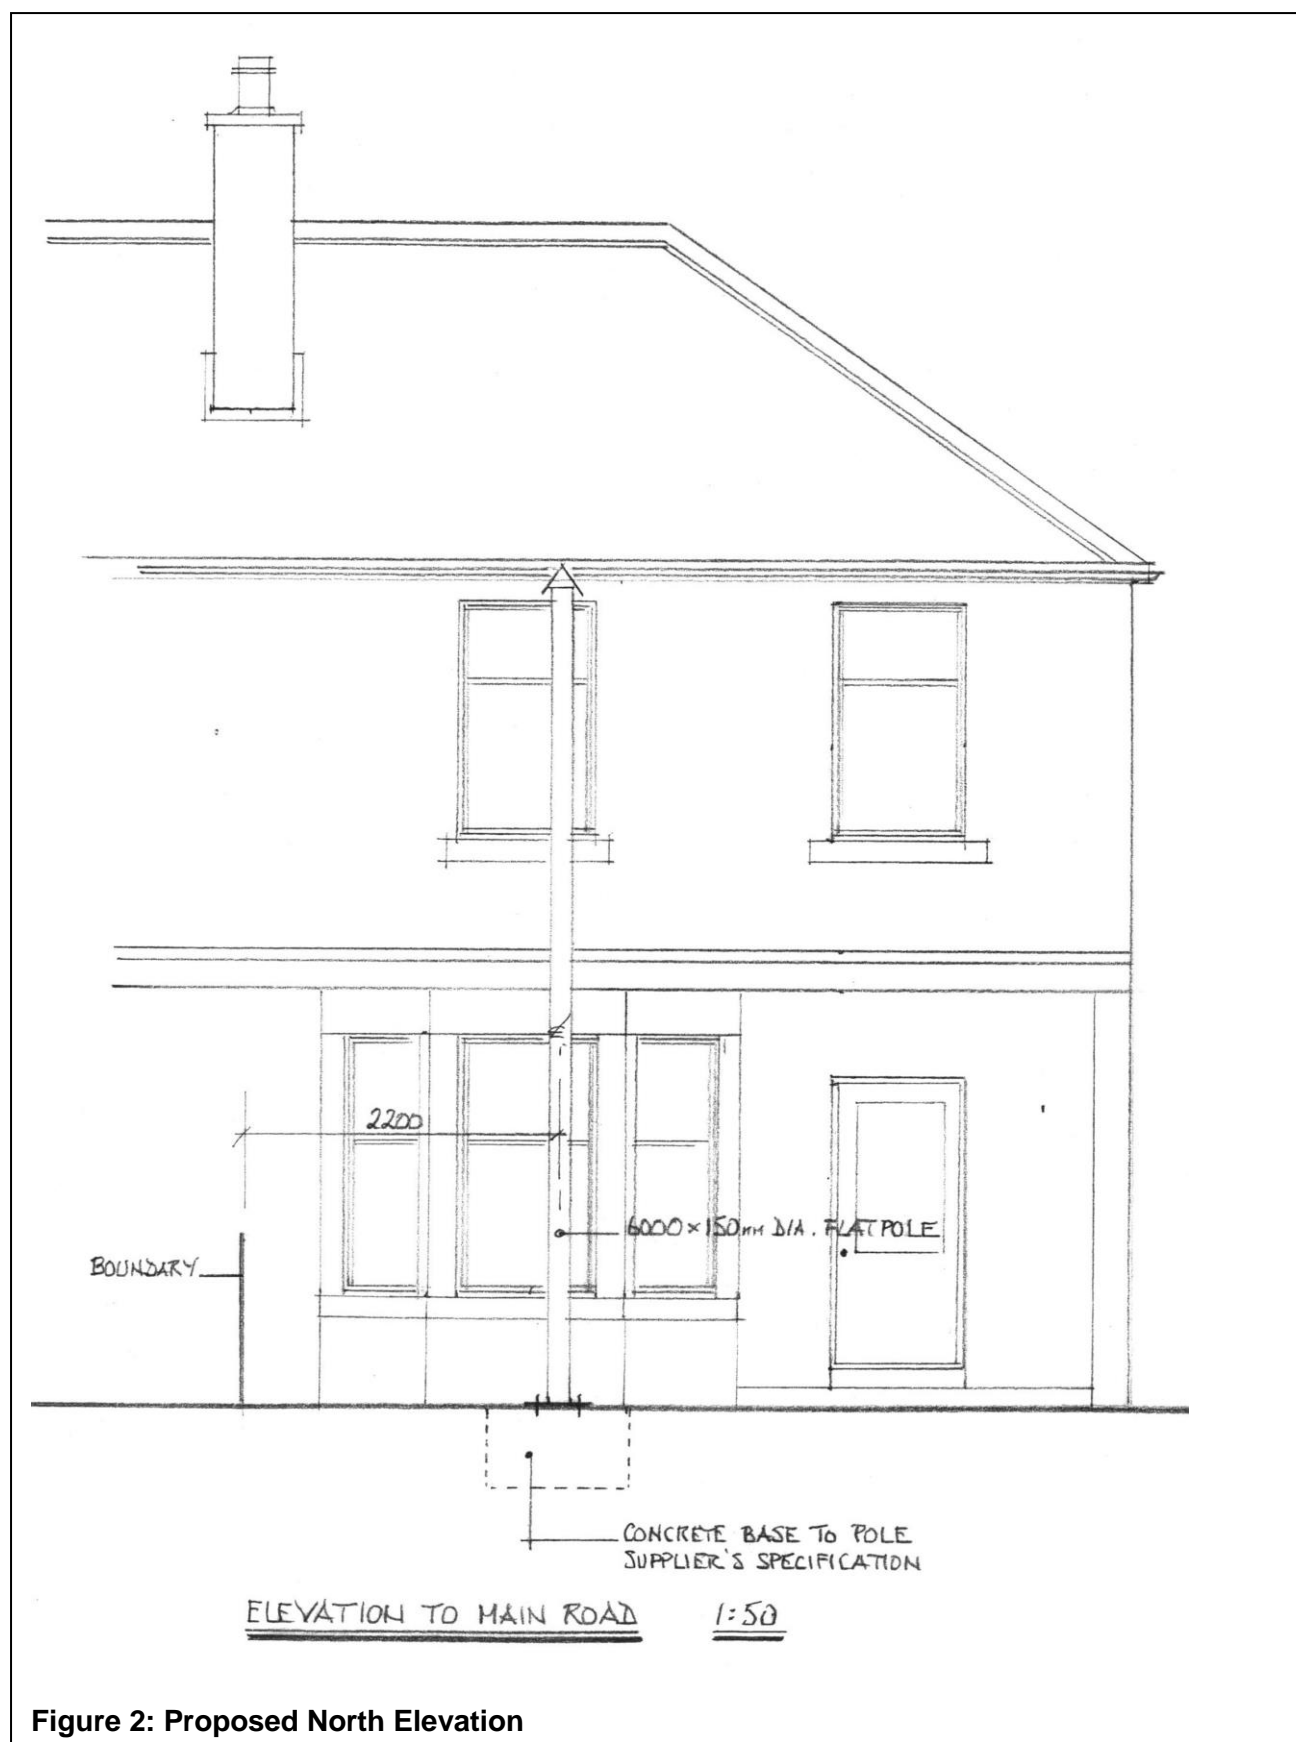 2200
6000 × 150mm DIA. FLATPOLE
BOUNDARY
CONCRETE BASE TO POLE
SUPPLIER'S SPECIFICATION
ELEVATION TO MAIN ROAD 1:50
Figure 2: Proposed North Elevation